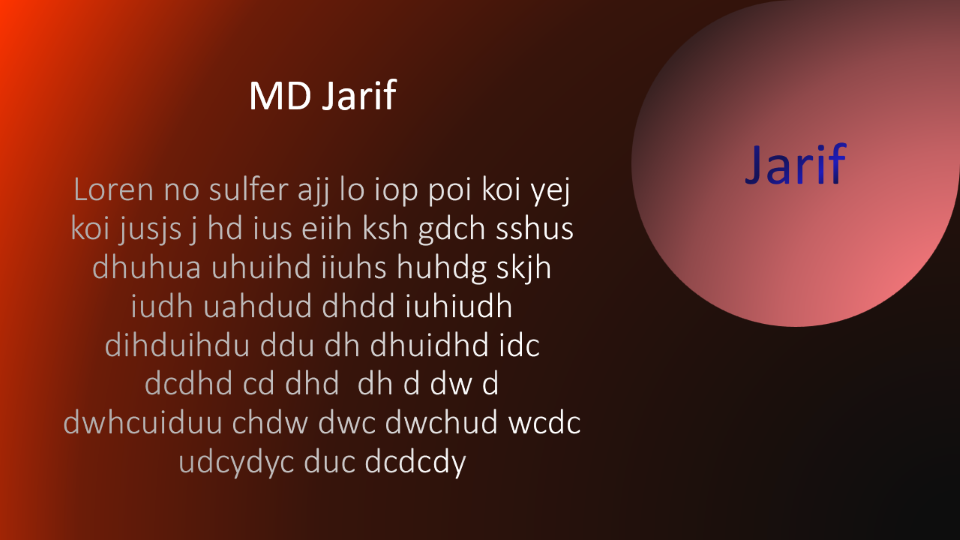 MD Jarif
Jarif
Loren no sulfer ajj lo iop poi koi yej
koi jusjs j hd ius eiih ksh gdch sshus
dhuhua uhuihd iiuhs huhdg skjh
iudh uahdud dhdd iuhiudh
dihduihdu ddu dh dhuidhd idc
dcdhd cd dhd  dh d dw d
dwhcuiduu chdw dwc dwchud wcdc
udcydyc duc dcdcdy